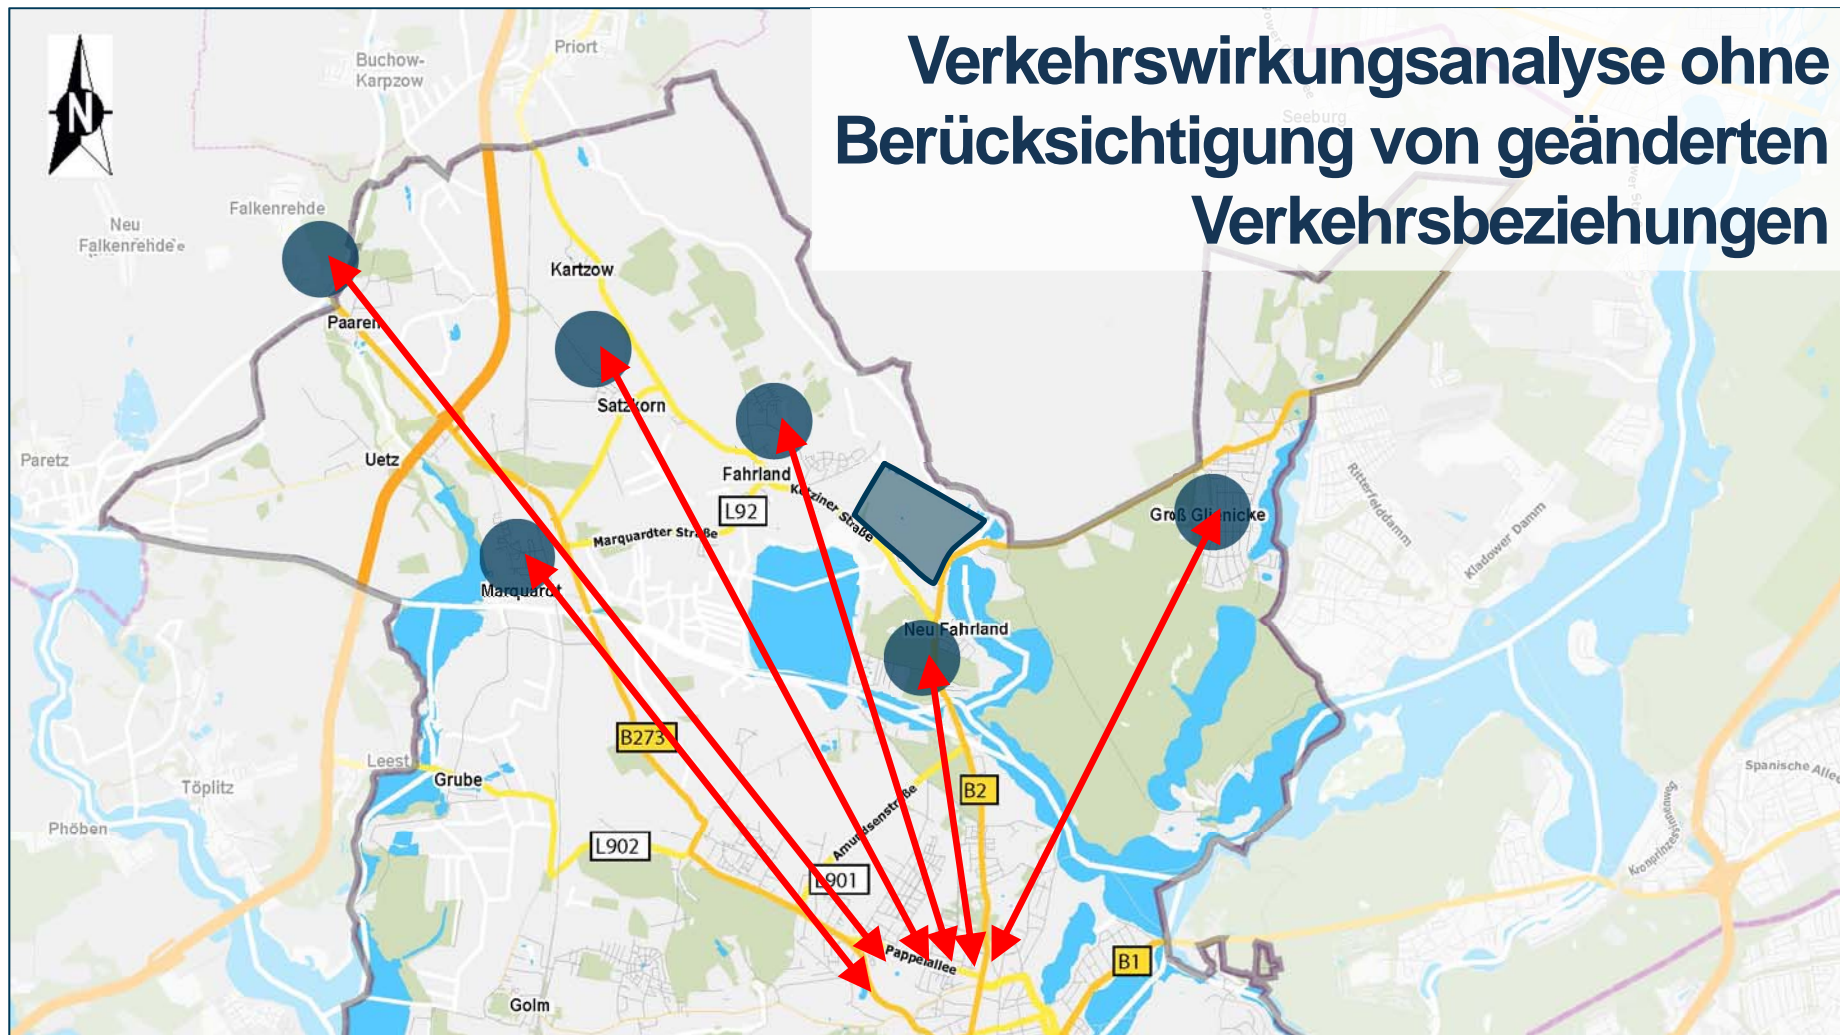 Verkehrswirkungsanalyse ohne
Berücksichtigung von geänderten
Verkehrsbeziehungen
N
Priort
Buchow-
Karpzow
Seeburg
Falkenrehde
Neu
Falkenrehde
Kartzow
Paaren
Satzkorn
Uetz
Paretz
Fahrland
L92
Ketziner Straße
Marquardter Straße
Groß Glienicke
Ritterfelddamm
Kladower Damm
Marquardt
Neu Fahrland
B273
Leest
Grube
Töplitz
B2
Spanische Allee
Phöben
Amundsenstraße
L902
L901
Kronprinzessinnenweg
Pappelallee
B1
Golm